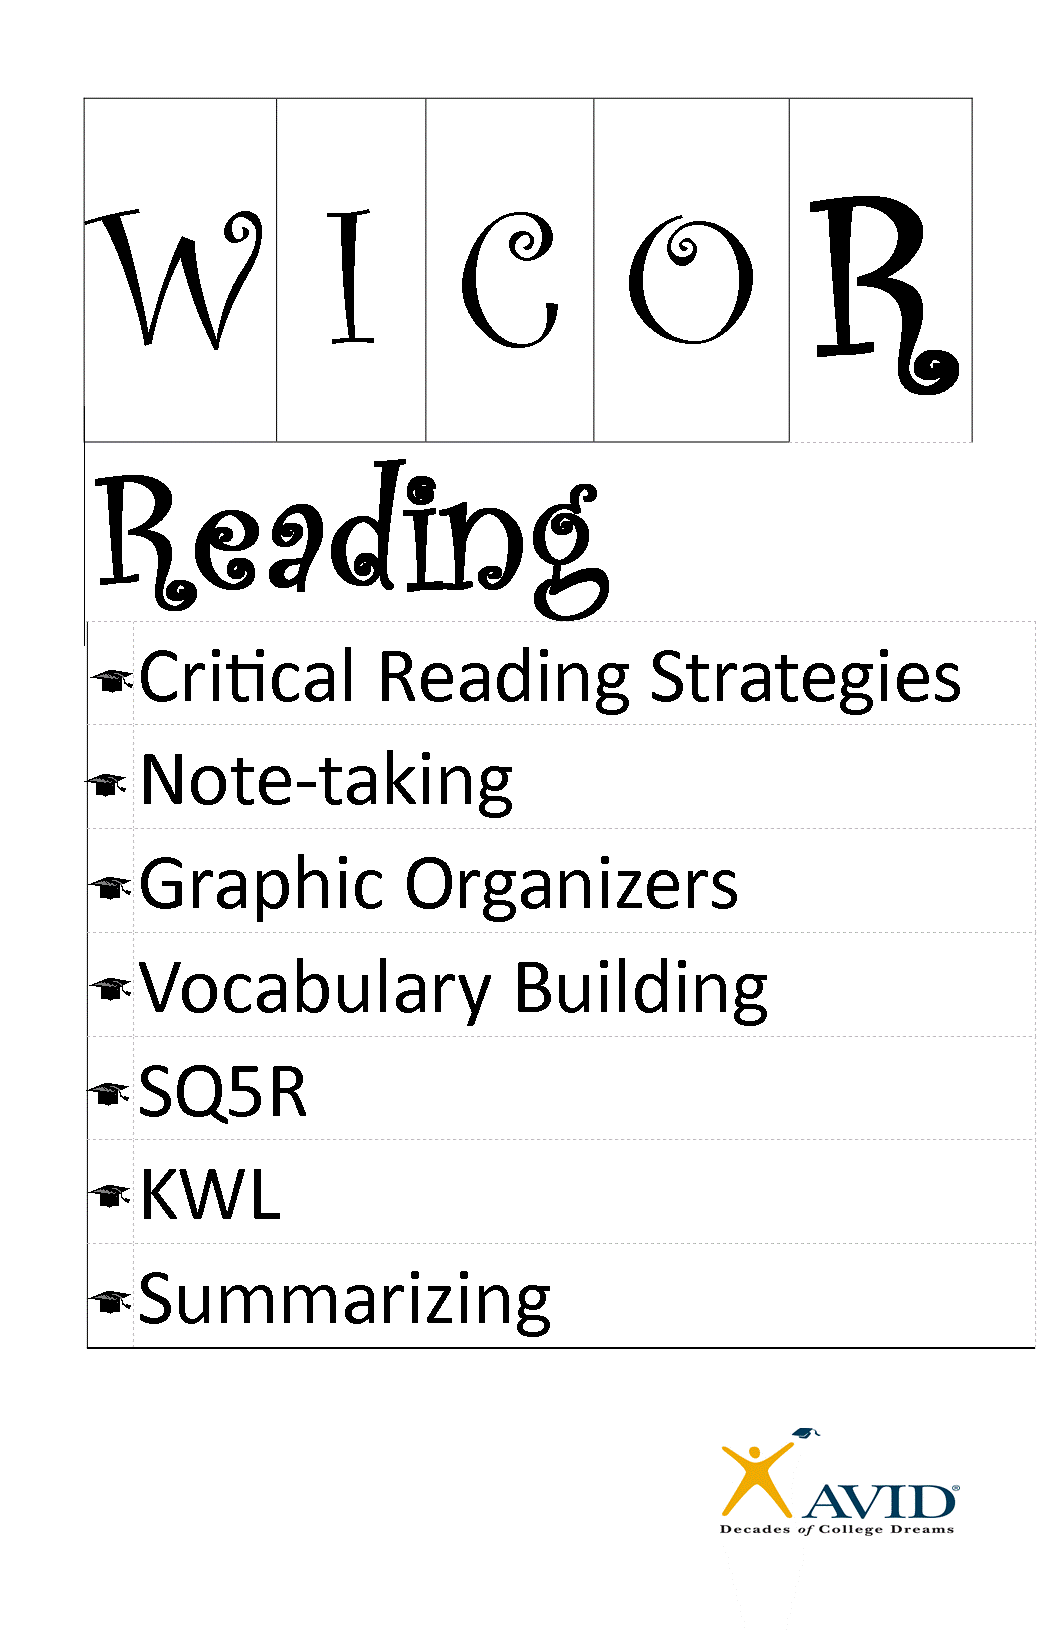 W I C O R
Reading
Critical Reading Strategies
Note-taking
Graphic Organizers
Vocabulary Building
SQ5R
KWL
Summarizing
AVID®
Decades of College Dreams